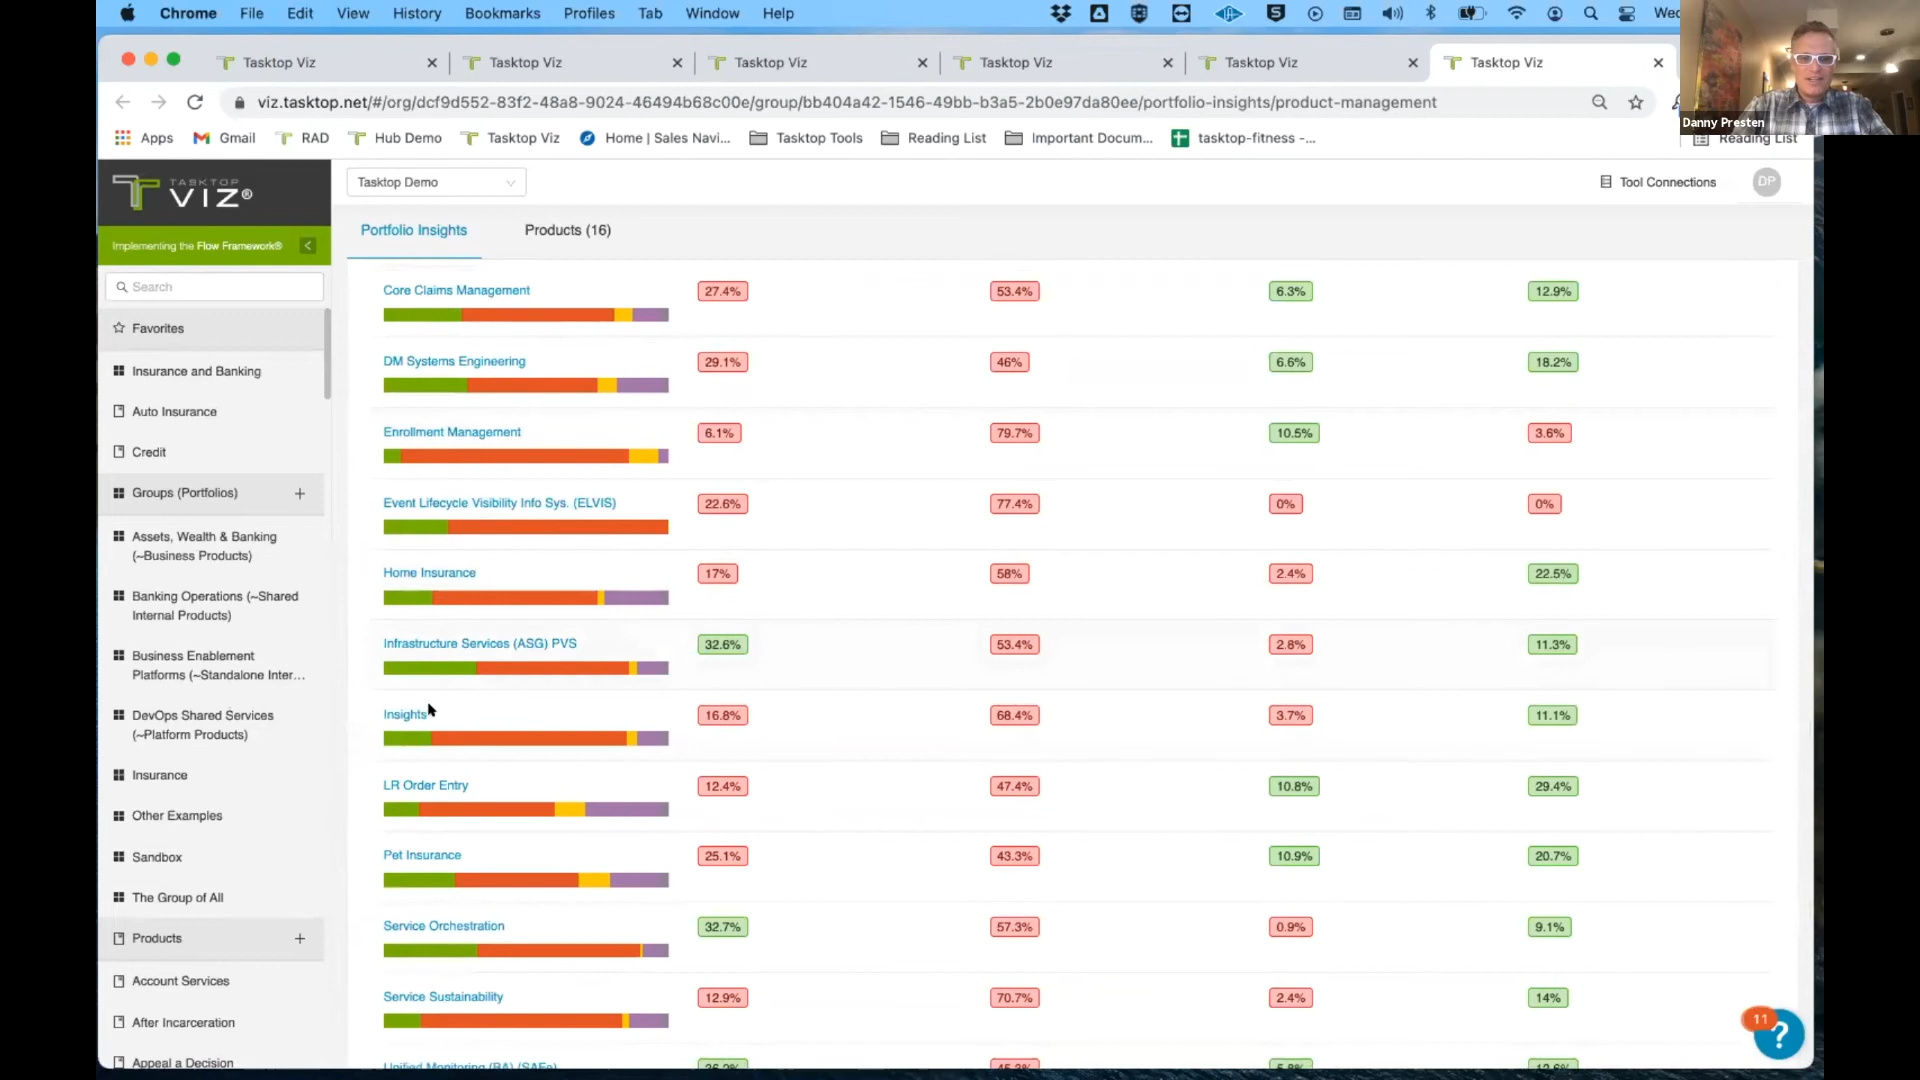 Chrome File Edit View History Bookmarks Profiles Tab Window Help
Wed
Tasktop Viz Tasktop Viz Tasktop Viz Tasktop Viz Tasktop Viz Tasktop Viz
viz.tasktop.net/#/org/dcf9d552-83f2-48a8-9024-46494b68c00e/group/bb404a42-1546-49bb-b3a5-2b0e97da80ee/portfolio-insights/product-management
Danny Presten
Apps Gmail RAD Hub Demo Tasktop Viz Home | Sales Navi... Tasktop Tools Reading List Important Docum... tasktop-fitness -... Reading List
TASKTOP
VIZ®
Tasktop Demo
Tool Connections
DP
Implementing the Flow Framework®
Portfolio Insights Products (16)
Search
Favorites
Insurance and Banking
Auto Insurance
Credit
Groups (Portfolios) +
Assets, Wealth & Banking
(~Business Products)
Banking Operations (~Shared
Internal Products)
Business Enablement
Platforms (~Standalone Inter...
DevOps Shared Services
(~Platform Products)
Insurance
Other Examples
Sandbox
The Group of All
Products +
Account Services
After Incarceration
Appeal a Decision
Core Claims Management 27.4% 53.4% 6.3% 12.9%
DM Systems Engineering 29.1% 46% 6.6% 18.2%
Enrollment Management 6.1% 79.7% 10.5% 3.6%
Event Lifecycle Visibility Info Sys. (ELVIS) 22.6% 77.4% 0% 0%
Home Insurance 17% 58% 2.4% 22.5%
Infrastructure Services (ASG) PVS 32.6% 53.4% 2.8% 11.3%
Insights 16.8% 68.4% 3.7% 11.1%
LR Order Entry 12.4% 47.4% 10.8% 29.4%
Pet Insurance 25.1% 43.3% 10.9% 20.7%
Service Orchestration 32.7% 57.3% 0.9% 9.1%
Service Sustainability 12.9% 70.7% 2.4% 14%
Unified Monitoring (BA) (SAFe)
11
?